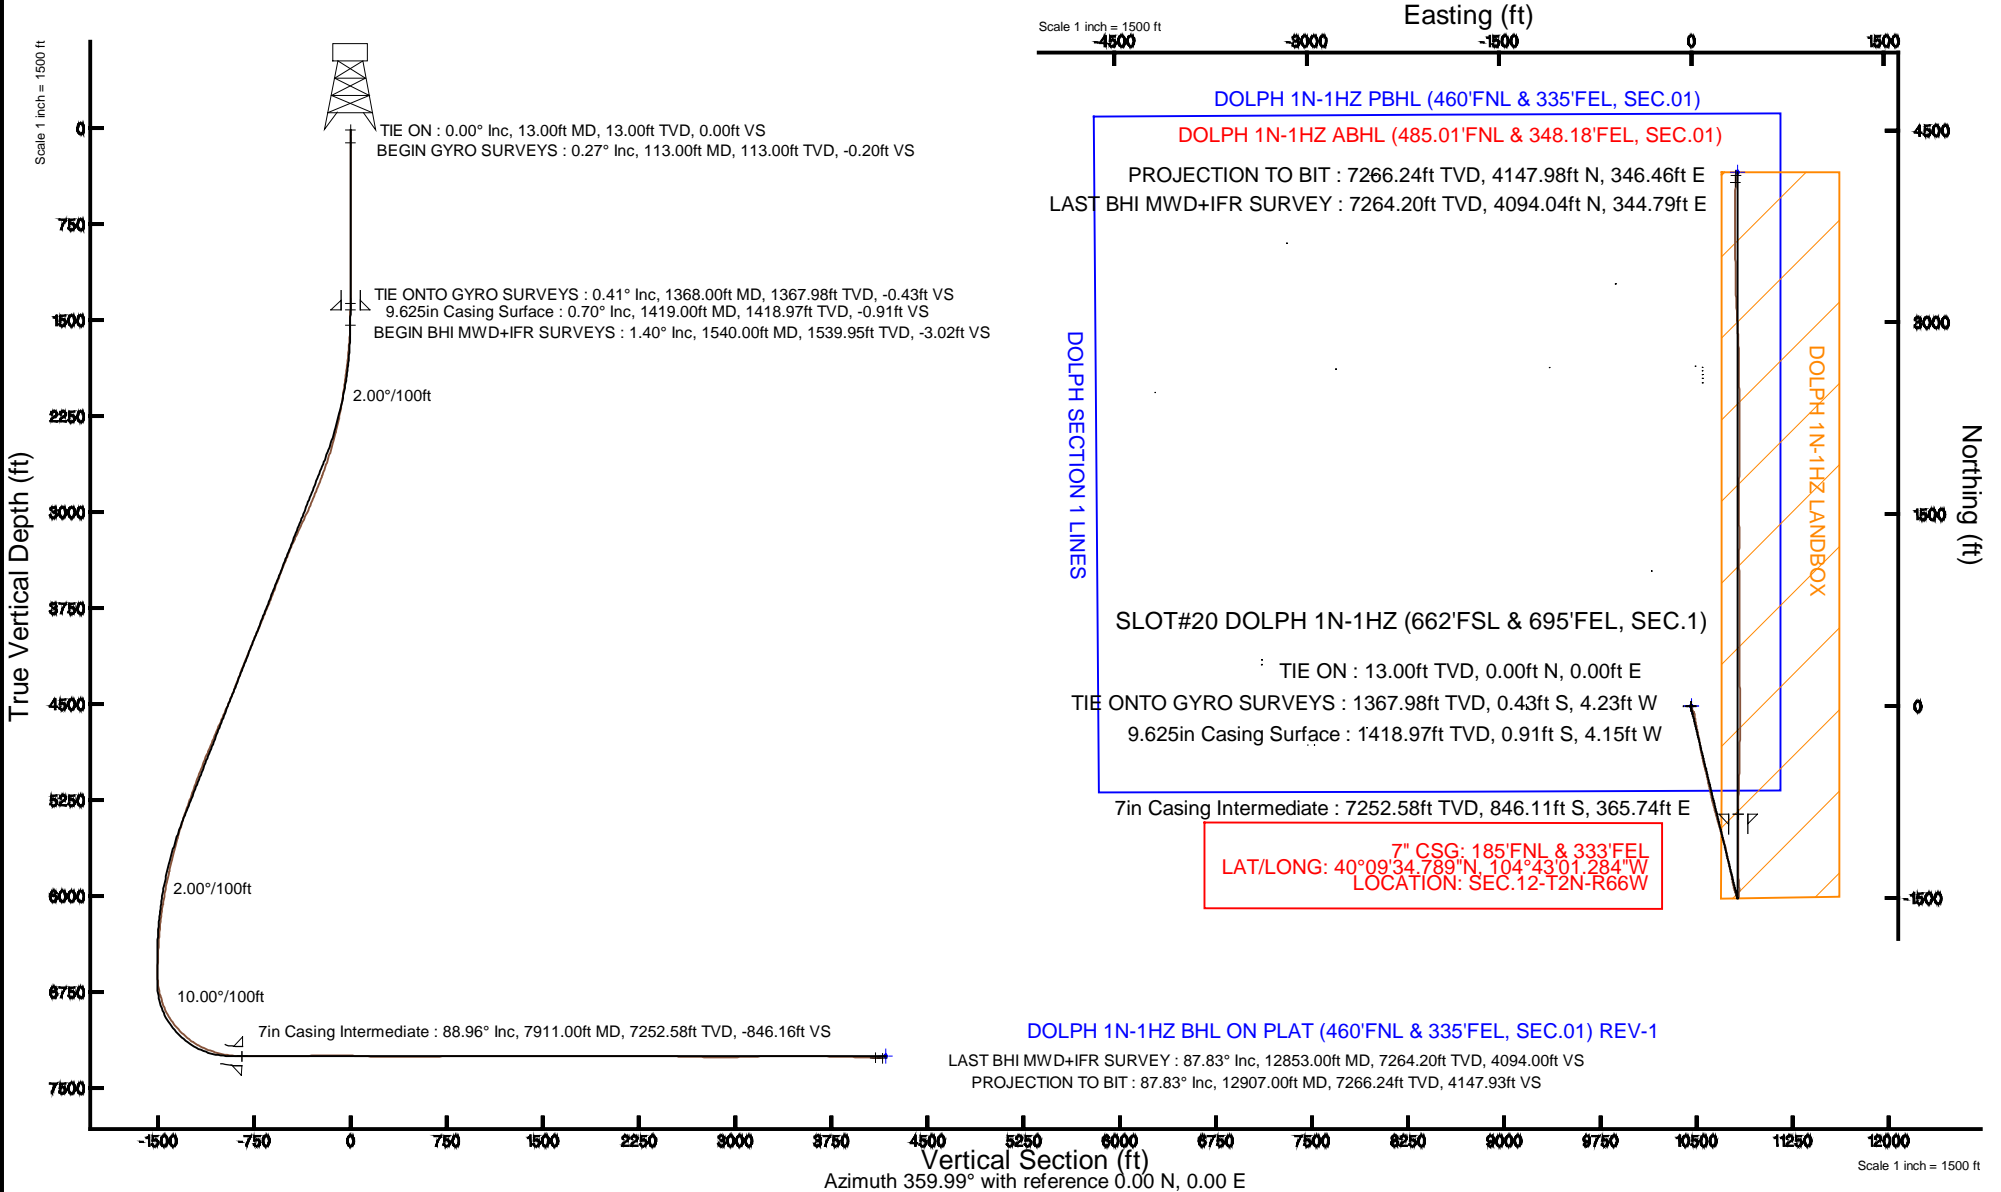 Scale 1 inch = 1500 ft
True Vertical Depth (ft)
0
750
1500
2250
3000
3750
4500
5250
6000
6750
7500
TIE ON : 0.00° Inc, 13.00ft MD, 13.00ft TVD, 0.00ft VS
BEGIN GYRO SURVEYS : 0.27° Inc, 113.00ft MD, 113.00ft TVD, -0.20ft VS
TIE ONTO GYRO SURVEYS : 0.41° Inc, 1368.00ft MD, 1367.98ft TVD, -0.43ft VS
9.625in Casing Surface : 0.70° Inc, 1419.00ft MD, 1418.97ft TVD, -0.91ft VS
BEGIN BHI MWD+IFR SURVEYS : 1.40° Inc, 1540.00ft MD, 1539.95ft TVD, -3.02ft VS
2.00°/100ft
2.00°/100ft
10.00°/100ft
7in Casing Intermediate : 88.96° Inc, 7911.00ft MD, 7252.58ft TVD, -846.16ft VS
DOLPH 1N-1HZ BHL ON PLAT (460'FNL & 335'FEL, SEC.01) REV-1
LAST BHI MWD+IFR SURVEY : 87.83° Inc, 12853.00ft MD, 7264.20ft TVD, 4094.00ft VS
PROJECTION TO BIT : 87.83° Inc, 12907.00ft MD, 7266.24ft TVD, 4147.93ft VS
-1500 -750 0 750 1500 2250 3000 3750 4500 5250 6000 6750 7500 8250 9000 9750 10500 11250 12000
Vertical Section (ft)
Azimuth 359.99° with reference 0.00 N, 0.00 E
Scale 1 inch = 1500 ft
Easting (ft)
Scale 1 inch = 1500 ft
-4500 -3000 -1500 0 1500
DOLPH 1N-1HZ PBHL (460'FNL & 335'FEL, SEC.01)
DOLPH 1N-1HZ ABHL (485.01'FNL & 348.18'FEL, SEC.01)
PROJECTION TO BIT : 7266.24ft TVD, 4147.98ft N, 346.46ft E
LAST BHI MWD+IFR SURVEY : 7264.20ft TVD, 4094.04ft N, 344.79ft E
DOLPH SECTION 1 LINES
DOLPH 1N-1HZ LANDBOX
SLOT#20 DOLPH 1N-1HZ (662'FSL & 695'FEL, SEC.1)
TIE ON : 13.00ft TVD, 0.00ft N, 0.00ft E
TIE ONTO GYRO SURVEYS : 1367.98ft TVD, 0.43ft S, 4.23ft W
9.625in Casing Surface : 1418.97ft TVD, 0.91ft S, 4.15ft W
7in Casing Intermediate : 7252.58ft TVD, 846.11ft S, 365.74ft E
7" CSG: 185'FNL & 333'FEL
LAT/LONG: 40°09'34.789"N, 104°43'01.284"W
LOCATION: SEC.12-T2N-R66W
4500
3000
1500
0
-1500
Northing (ft)